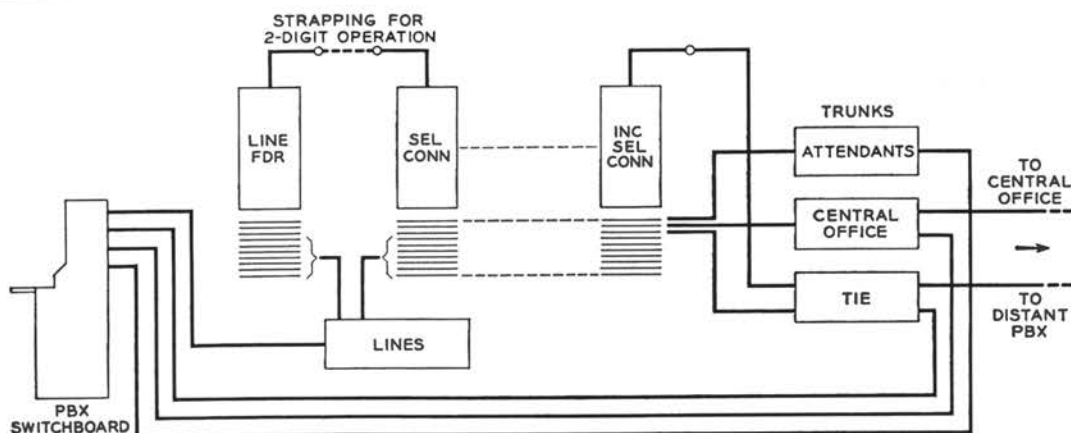 STRAPPING FOR
2-DIGIT OPERATION
LINE
FDR
SEL
CONN
INC
SEL
CONN
TRUNKS
ATTENDANTS
CENTRAL
OFFICE
TIE
TO
CENTRAL
OFFICE
TO
DISTANT
PBX
LINES
PBX
SWITCHBOARD